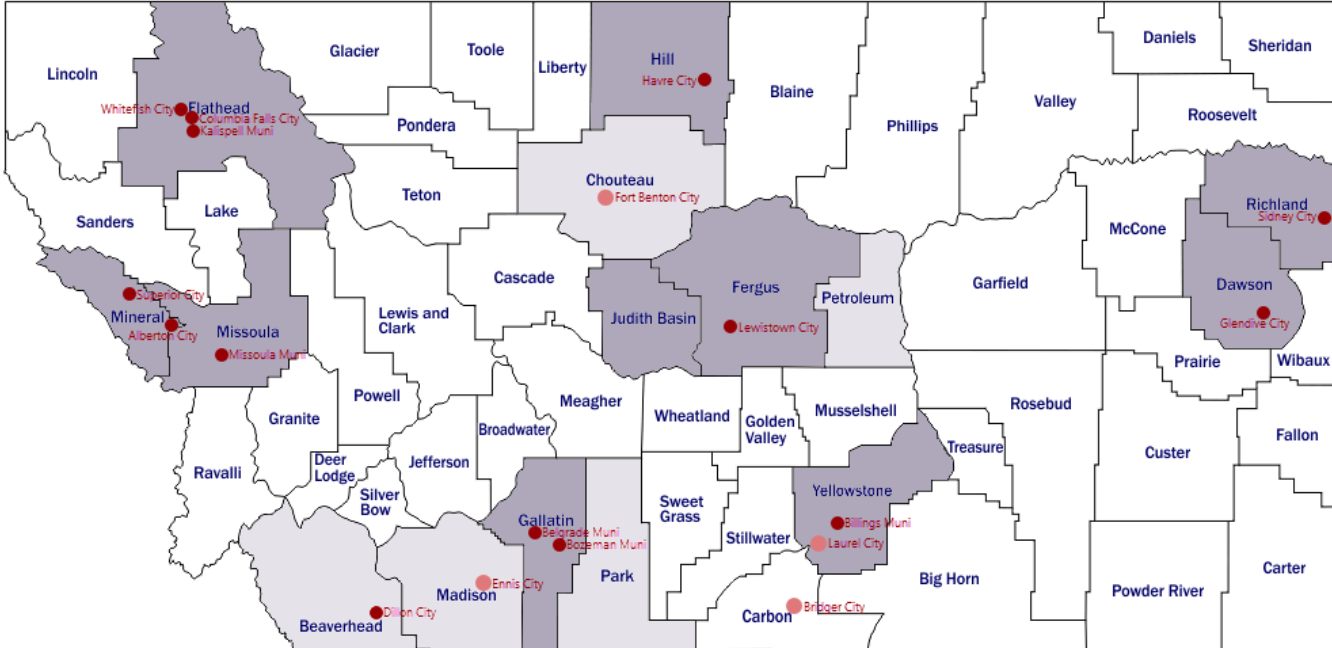 Daniels
Sheridan
Glacier
Toole
Hill
Liberty
Lincoln
Havre City
Blaine
Valley
Whitefish City
Flathead
Columbia Falls City
Kalispell Muni
Pondera
Phillips
Roosevelt
Chouteau
Fort Benton City
Teton
Lake
Sanders
Richland
Sidney City
McCone
Cascade
Garfield
Dawson
Fergus
Petroleum
Superior City
Mineral
Alberton City
Missoula
Missoula Muni
Lewis and
Clark
Judith Basin
Lewistown City
Glendive City
Prairie
Wibaux
Powell
Meagher
Rosebud
Granite
Broadwater
Wheatland
Golden
Valley
Musselshell
Fallon
Ravalli
Deer
Lodge
Jefferson
Treasure
Custer
Silver
Bow
Yellowstone
Sweet
Grass
Gallatin
Belgrade Muni
Bozeman Muni
Billings Muni
Laurel City
Stillwater
Park
Big Horn
Carter
Ennis City
Madison
Powder River
Dillon City
Beaverhead
Bridger City
Carbon